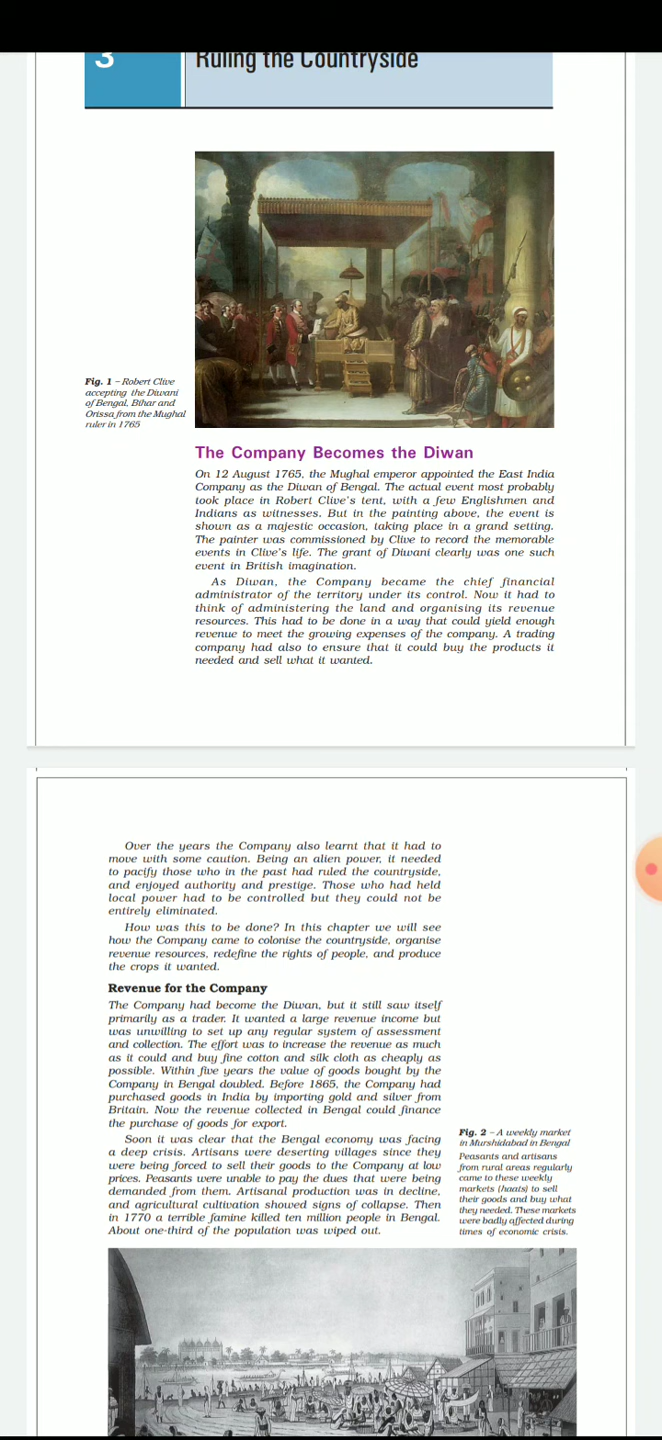 3
Ruling the Countryside
Fig. 1 – Robert Clive
accepting the Diwani
of Bengal, Bihar and
Orissa from the Mughal
ruler in 1765
The Company Becomes the Diwan
On 12 August 1765, the Mughal emperor appointed the East India
Company as the Diwan of Bengal. The actual event most probably
took place in Robert Clive's tent, with a few Englishmen and
Indians as witnesses. But in the painting above, the event is
shown as a majestic occasion, taking place in a grand setting.
The painter was commissioned by Clive to record the memorable
events in Clive's life. The grant of Diwani clearly was one such
event in British imagination.
As Diwan, the Company became the chief financial
administrator of the territory under its control. Now it had to
think of administering the land and organising its revenue
resources. This had to be done in a way that could yield enough
revenue to meet the growing expenses of the company. A trading
company had also to ensure that it could buy the products it
needed and sell what it wanted.
Over the years the Company also learnt that it had to
move with some caution. Being an alien power, it needed
to pacify those who in the past had ruled the countryside,
and enjoyed authority and prestige. Those who had held
local power had to be controlled but they could not be
entirely eliminated.
How was this to be done? In this chapter we will see
how the Company came to colonise the countryside, organise
revenue resources, redefine the rights of people, and produce
the crops it wanted.
Revenue for the Company
The Company had become the Diwan, but it still saw itself
primarily as a trader. It wanted a large revenue income but
was unwilling to set up any regular system of assessment
and collection. The effort was to increase the revenue as much
as it could and buy fine cotton and silk cloth as cheaply as
possible. Within five years the value of goods bought by the
Company in Bengal doubled. Before 1865, the Company had
purchased goods in India by importing gold and silver from
Britain. Now the revenue collected in Bengal could finance
the purchase of goods for export.
Soon it was clear that the Bengal economy was facing
a deep crisis. Artisans were deserting villages since they
were being forced to sell their goods to the Company at low
prices. Peasants were unable to pay the dues that were being
demanded from them. Artisanal production was in decline,
and agricultural cultivation showed signs of collapse. Then
in 1770 a terrible famine killed ten million people in Bengal.
About one-third of the population was wiped out.
Fig. 2 – A weekly market
in Murshidabad in Bengal
Peasants and artisans
from rural areas regularly
came to these weekly
markets (haats) to sell
their goods and buy what
they needed. These markets
were badly affected during
times of economic crisis.